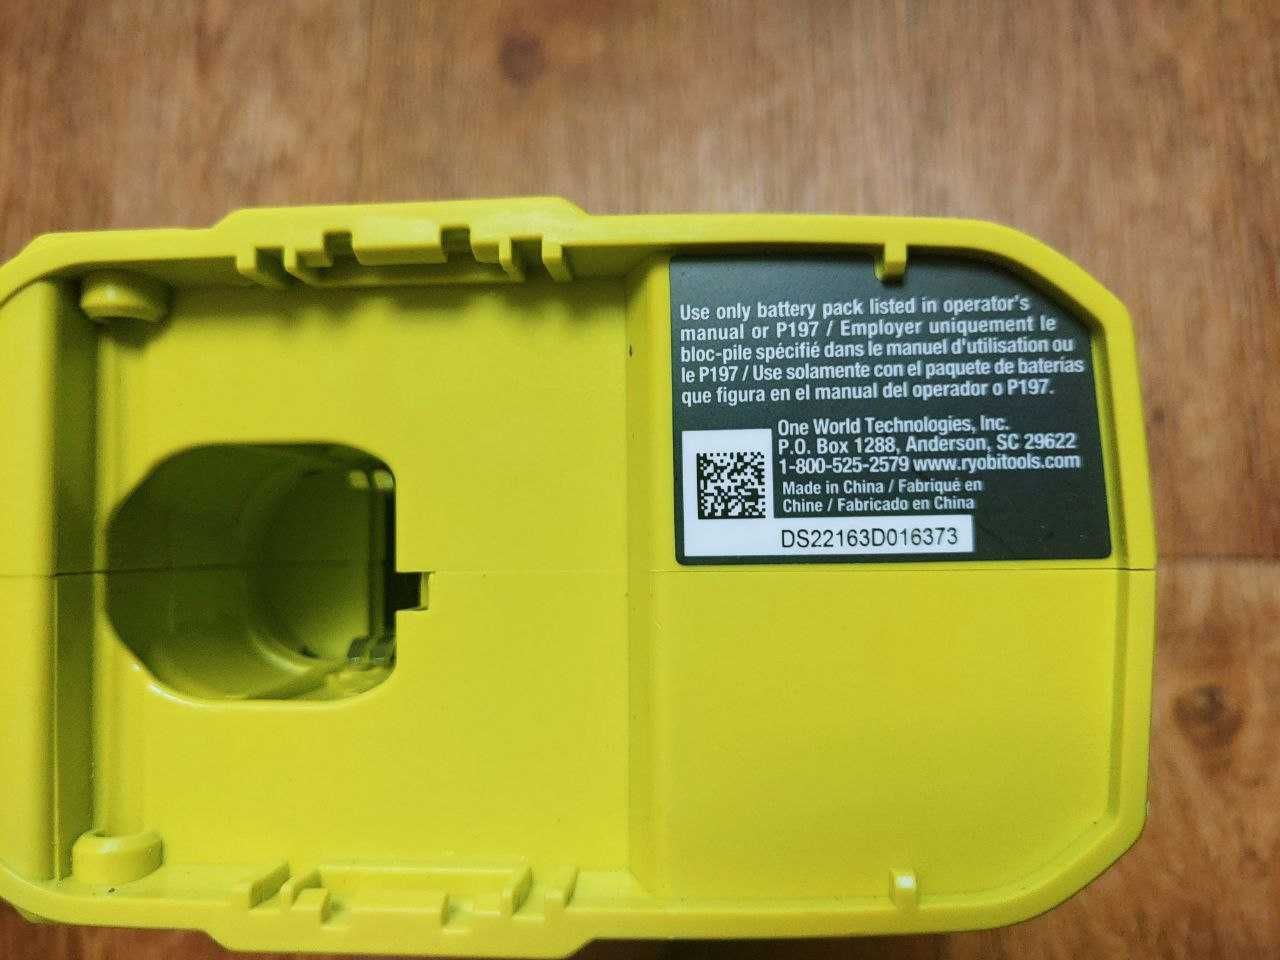 Use only battery pack listed in operator's
manual or P197 / Employer uniquement le
bloc-pile spécifié dans le manuel d'utilisation ou
le P197 / Use solamente con el paquete de baterías
que figura en el manual del operador o P197.
One World Technologies, Inc.
P.O. Box 1288, Anderson, SC 29622
1-800-525-2579 www.ryobitools.com
Made in China / Fabriqué en
Chine / Fabricado en China
DS22163D016373